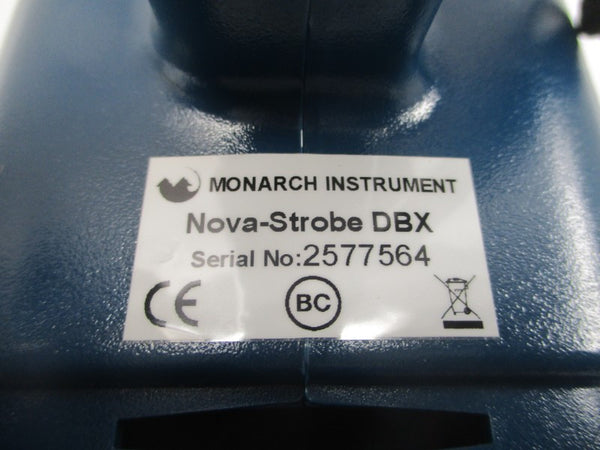 MONARCH INSTRUMENT
Nova-Strobe DBX
Serial No:2577564
CE BC